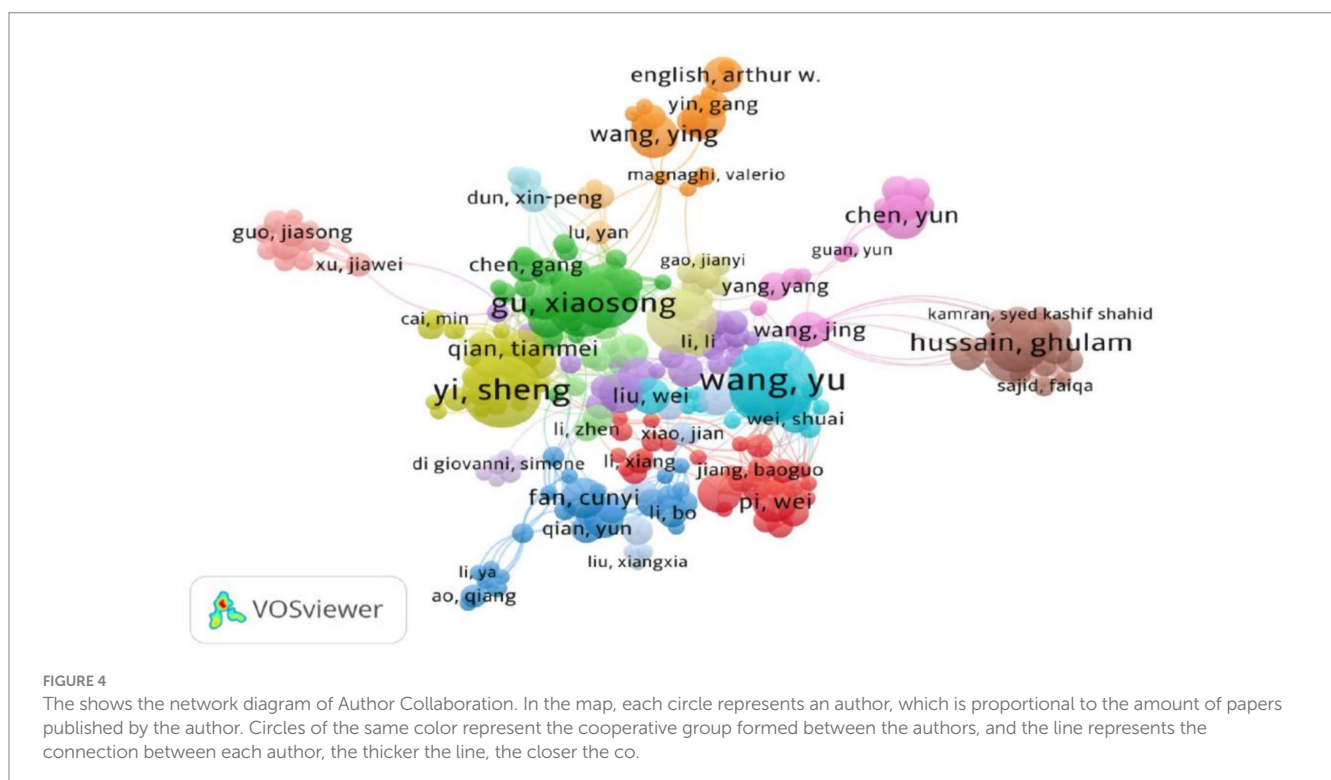 english, arthur w.
yin, gang
wang, ying
magnaghi, valerio
dun, xin-peng
chen, yun
guo, jiasong
lu, yan
guan, yun
xu, jiawei
chen, gang
gao, jianyi
yang, yang
gu, xiaosong
kamran, syed kashif shahid
cai, min
wang, jing
hussain, ghulam
qian, tianmei
li, li
wang, yu
sajid, faiqa
yi, sheng
liu, wei
wei, shuai
li, zhen
xiao, jian
di giovanni, simone
li, xiang
jiang, baoguo
fan, cunyi
pi, wei
li, bo
qian, yun
liu, xiangxia
li, ya
ao, qiang
VOSviewer
FIGURE 4
The shows the network diagram of Author Collaboration. In the map, each circle represents an author, which is proportional to the amount of papers
published by the author. Circles of the same color represent the cooperative group formed between the authors, and the line represents the
connection between each author, the thicker the line, the closer the co.